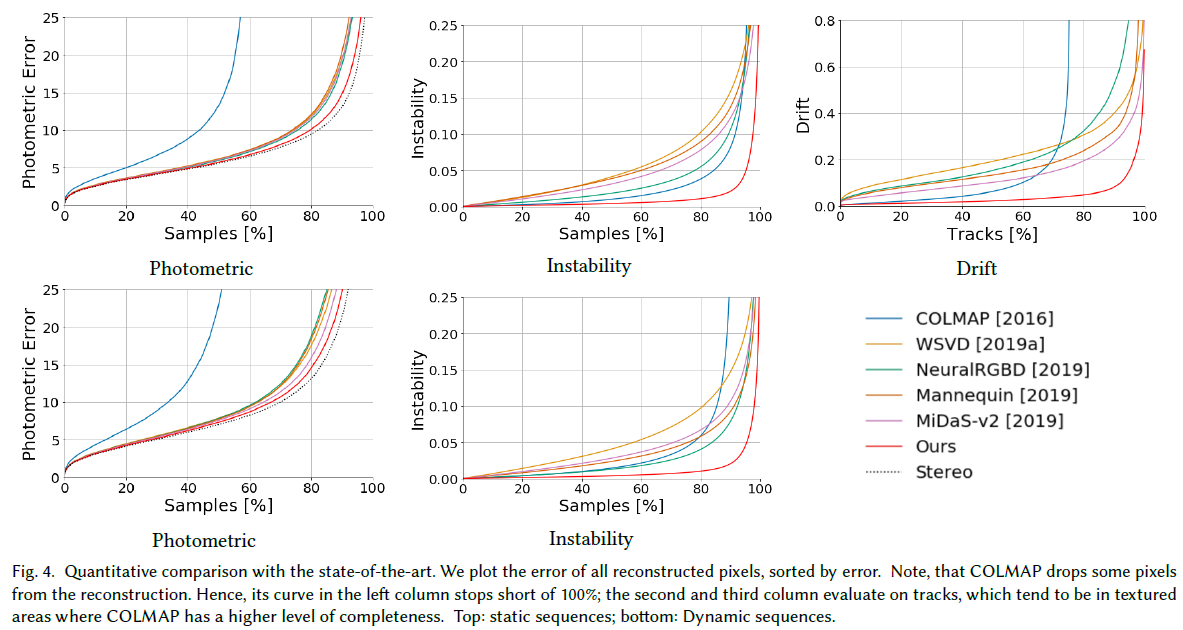 25
20
15
10
5
0
Photometric Error
0 20 40 60 80 100
Samples [%]
Photometric
0.25
0.20
0.15
0.10
0.05
0.00
Instability
0 20 40 60 80 100
Samples [%]
Instability
0.8
0.6
0.4
0.2
0.0
Drift
0 20 40 60 80 100
Tracks [%]
Drift
25
20
15
10
5
0
Photometric Error
0 20 40 60 80 100
Samples [%]
Photometric
0.25
0.20
0.15
0.10
0.05
0.00
Instability
0 20 40 60 80 100
Samples [%]
Instability
COLMAP [2016]
WSVD [2019a]
NeuralRGBD [2019]
Mannequin [2019]
MiDaS-v2 [2019]
Ours
Stereo
Fig. 4. Quantitative comparison with the state-of-the-art. We plot the error of all reconstructed pixels, sorted by error. Note, that COLMAP drops some pixels
from the reconstruction. Hence, its curve in the left column stops short of 100%; the second and third column evaluate on tracks, which tend to be in textured
areas where COLMAP has a higher level of completeness. Top: static sequences; bottom: Dynamic sequences.